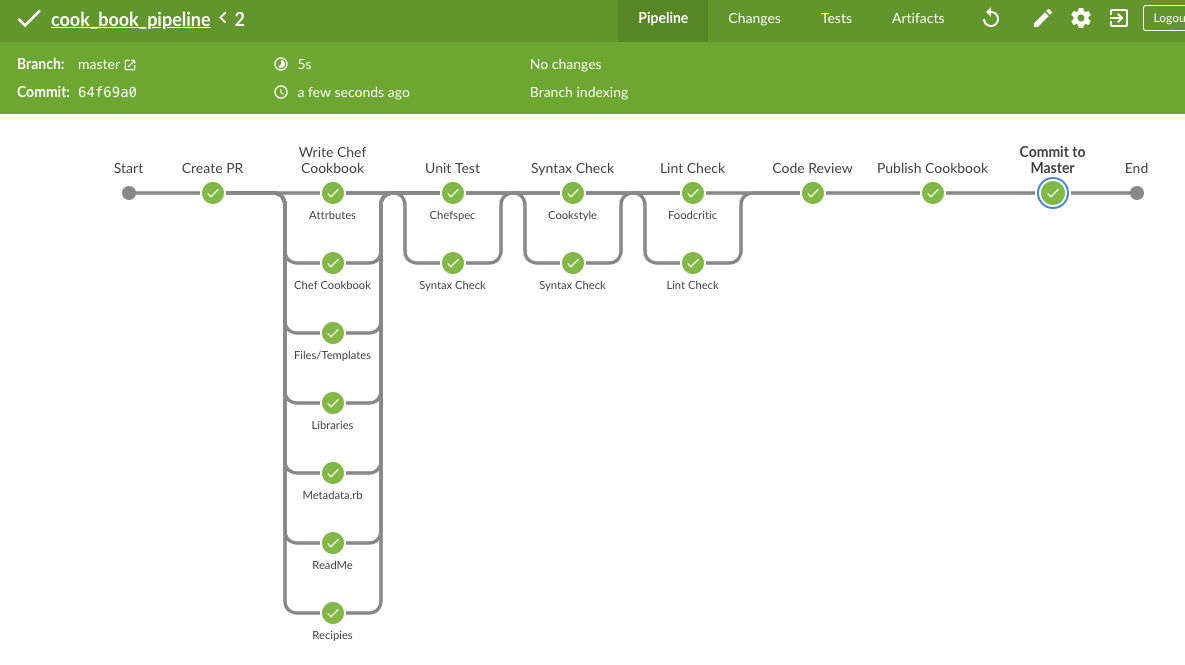 cook_book_pipeline < 2
Pipeline
Changes
Tests
Artifacts
Logou
Branch: master
5s
No changes
Commit: 64f69a0
a few seconds ago
Branch indexing
Start
Create PR
Write Chef
Cookbook
Unit Test
Syntax Check
Lint Check
Code Review
Publish Cookbook
Commit to
Master
End
Attrbutes
Chefspec
Cookstyle
Foodcritic
Chef Cookbook
Syntax Check
Syntax Check
Lint Check
Files/Templates
Libraries
Metadata.rb
ReadMe
Recipies